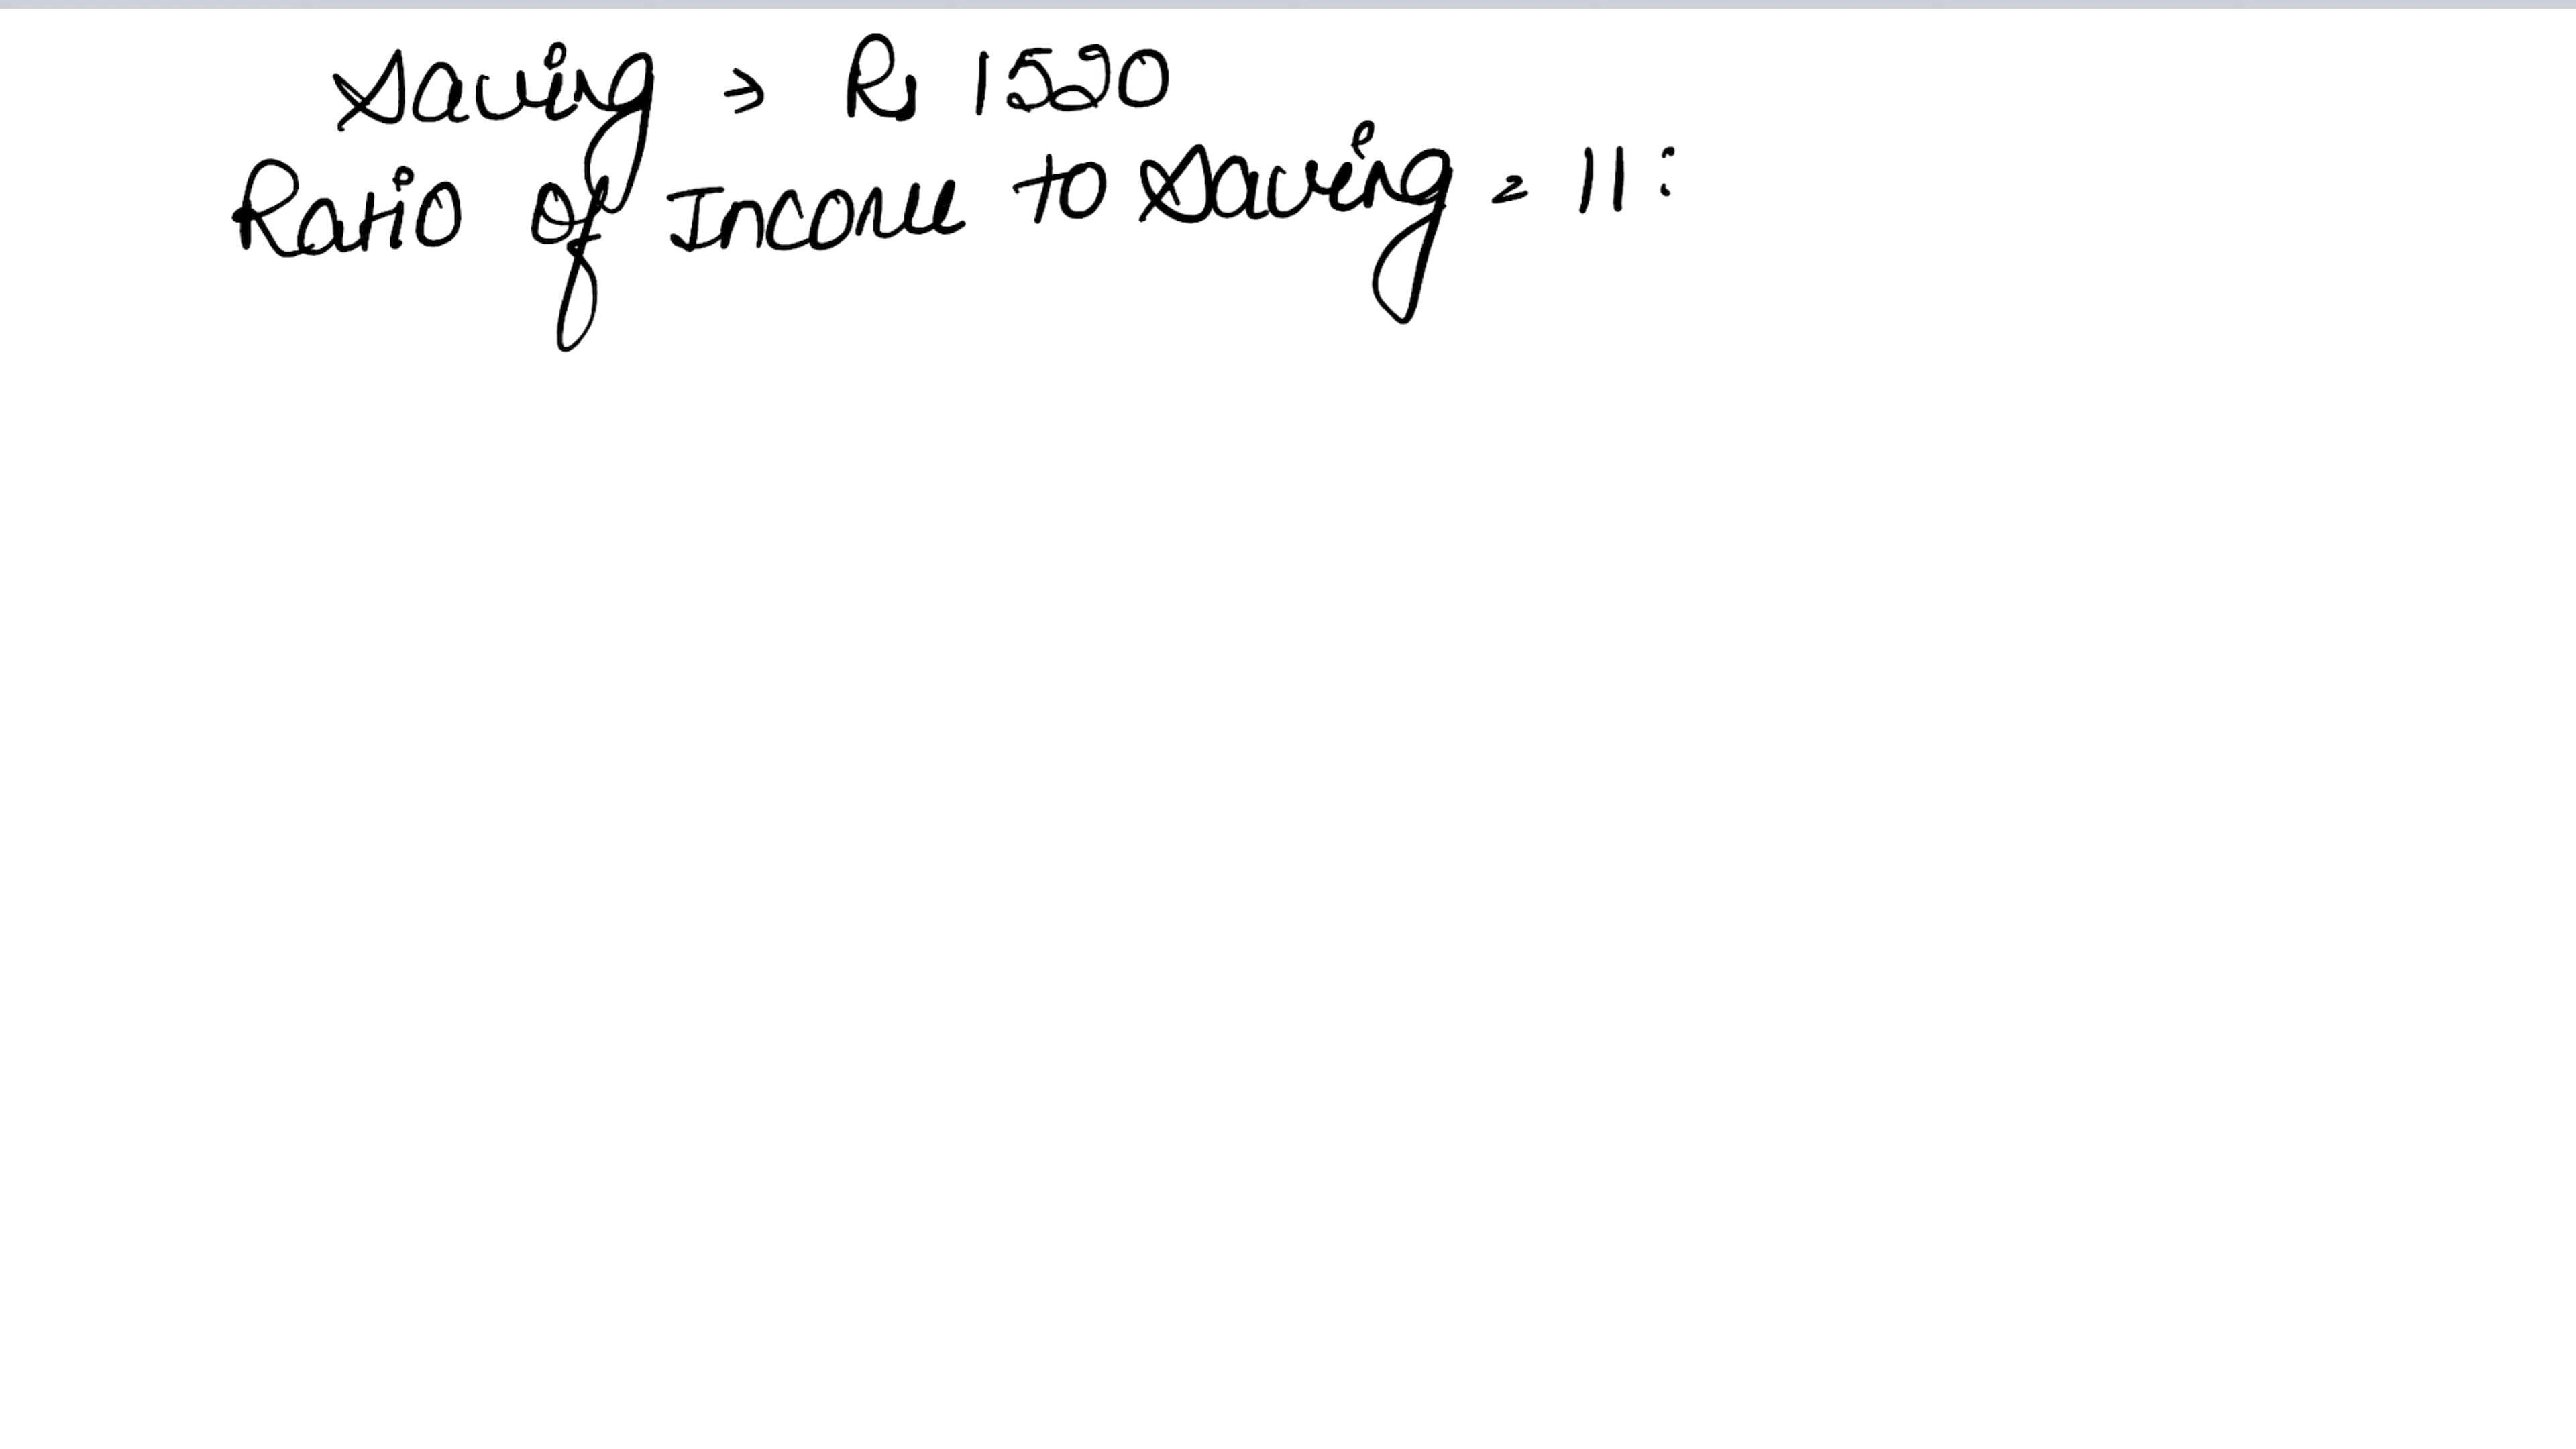 Saving → Rs 1520
Ratio of Income to Saving = 11: